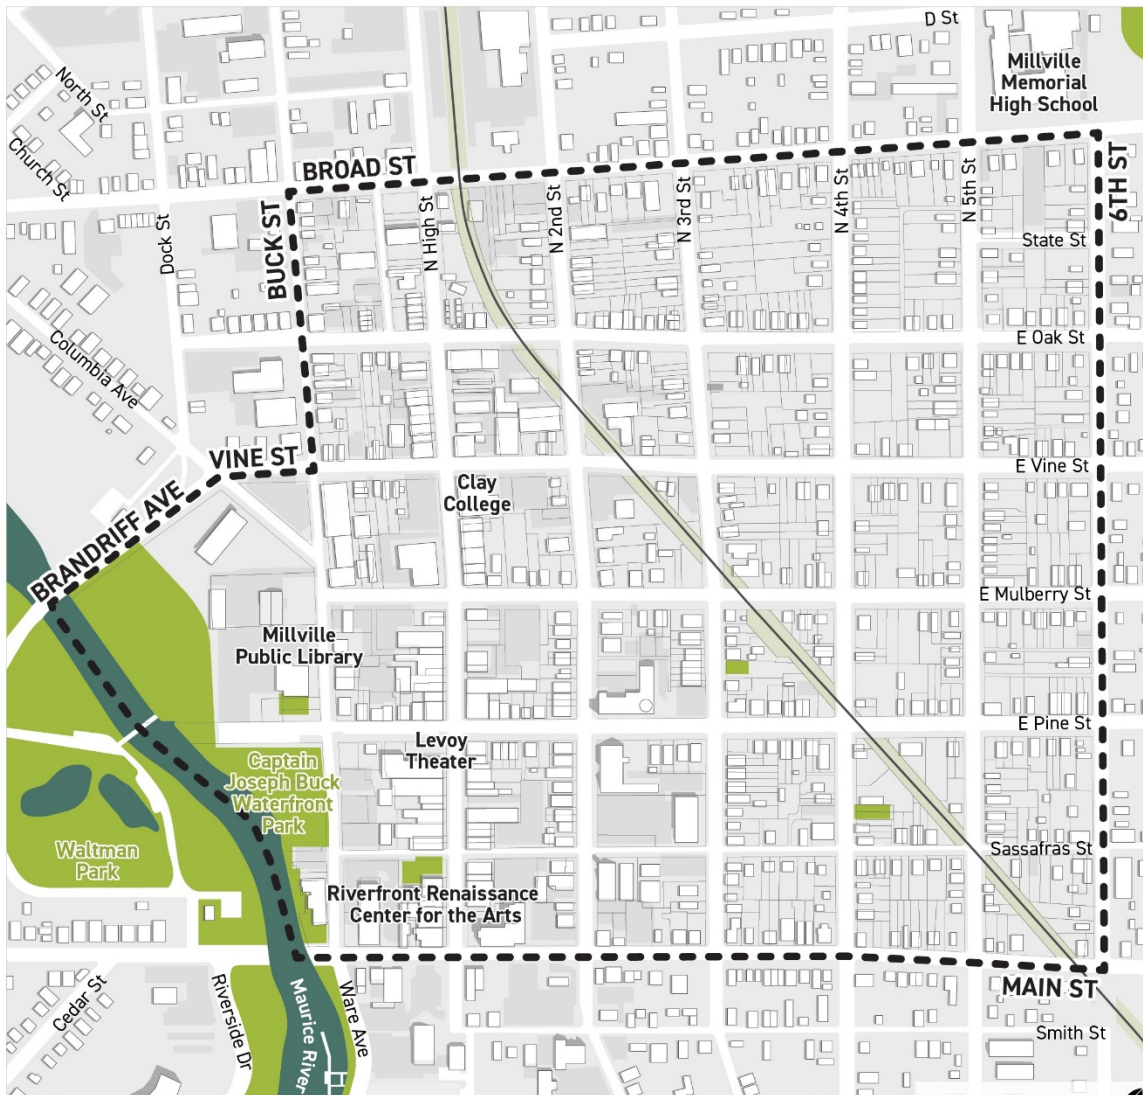 D St
Millville
Memorial
High School
North St
Church St
BROAD ST
6TH ST
BUCK ST
Dock St
N High St
N 2nd St
N 3rd St
N 4th St
N 5th St
State St
E Oak St
Columbia Ave
VINE ST
E Vine St
Clay
College
BRANDRIFF AVE
E Mulberry St
Millville
Public Library
E Pine St
Levoy
Theater
Captain
Joseph Buck
Waterfront
Park
Waltman
Park
Sassafras St
Riverfront Renaissance
Center for the Arts
MAIN ST
Cedar St
Riverside Dr
Maurice River
Ware Ave
Smith St